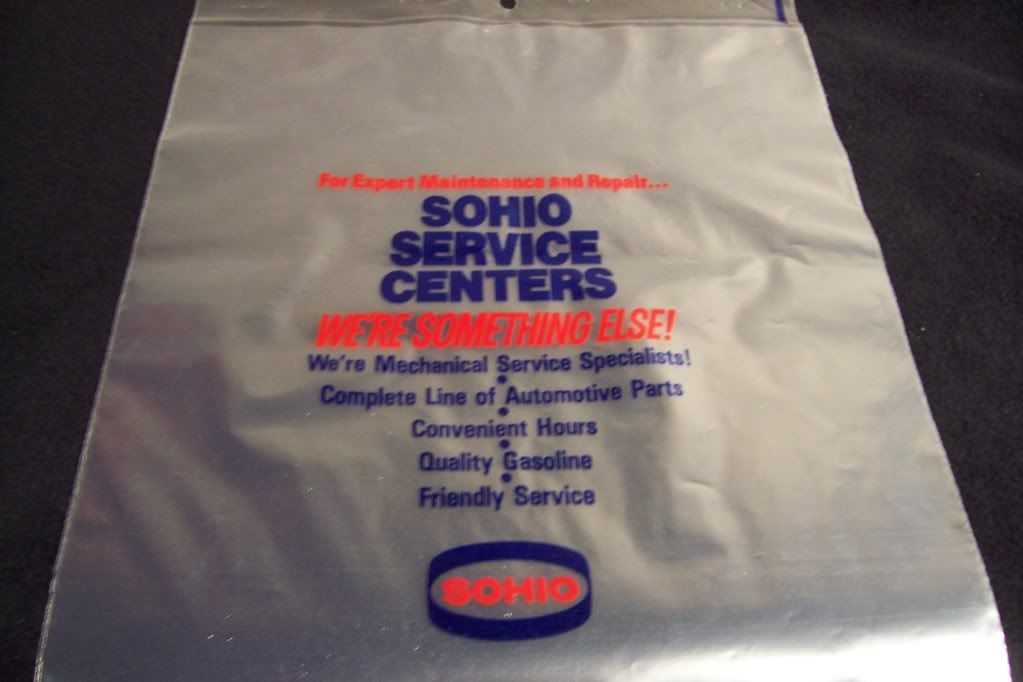 For Expert Maintenance and Repair...
SOHIO
SERVICE
CENTERS
WE'RE SOMETHING ELSE!
We're Mechanical Service Specialists!
•
Complete Line of Automotive Parts
•
Convenient Hours
•
Quality Gasoline
•
Friendly Service
SOHIO